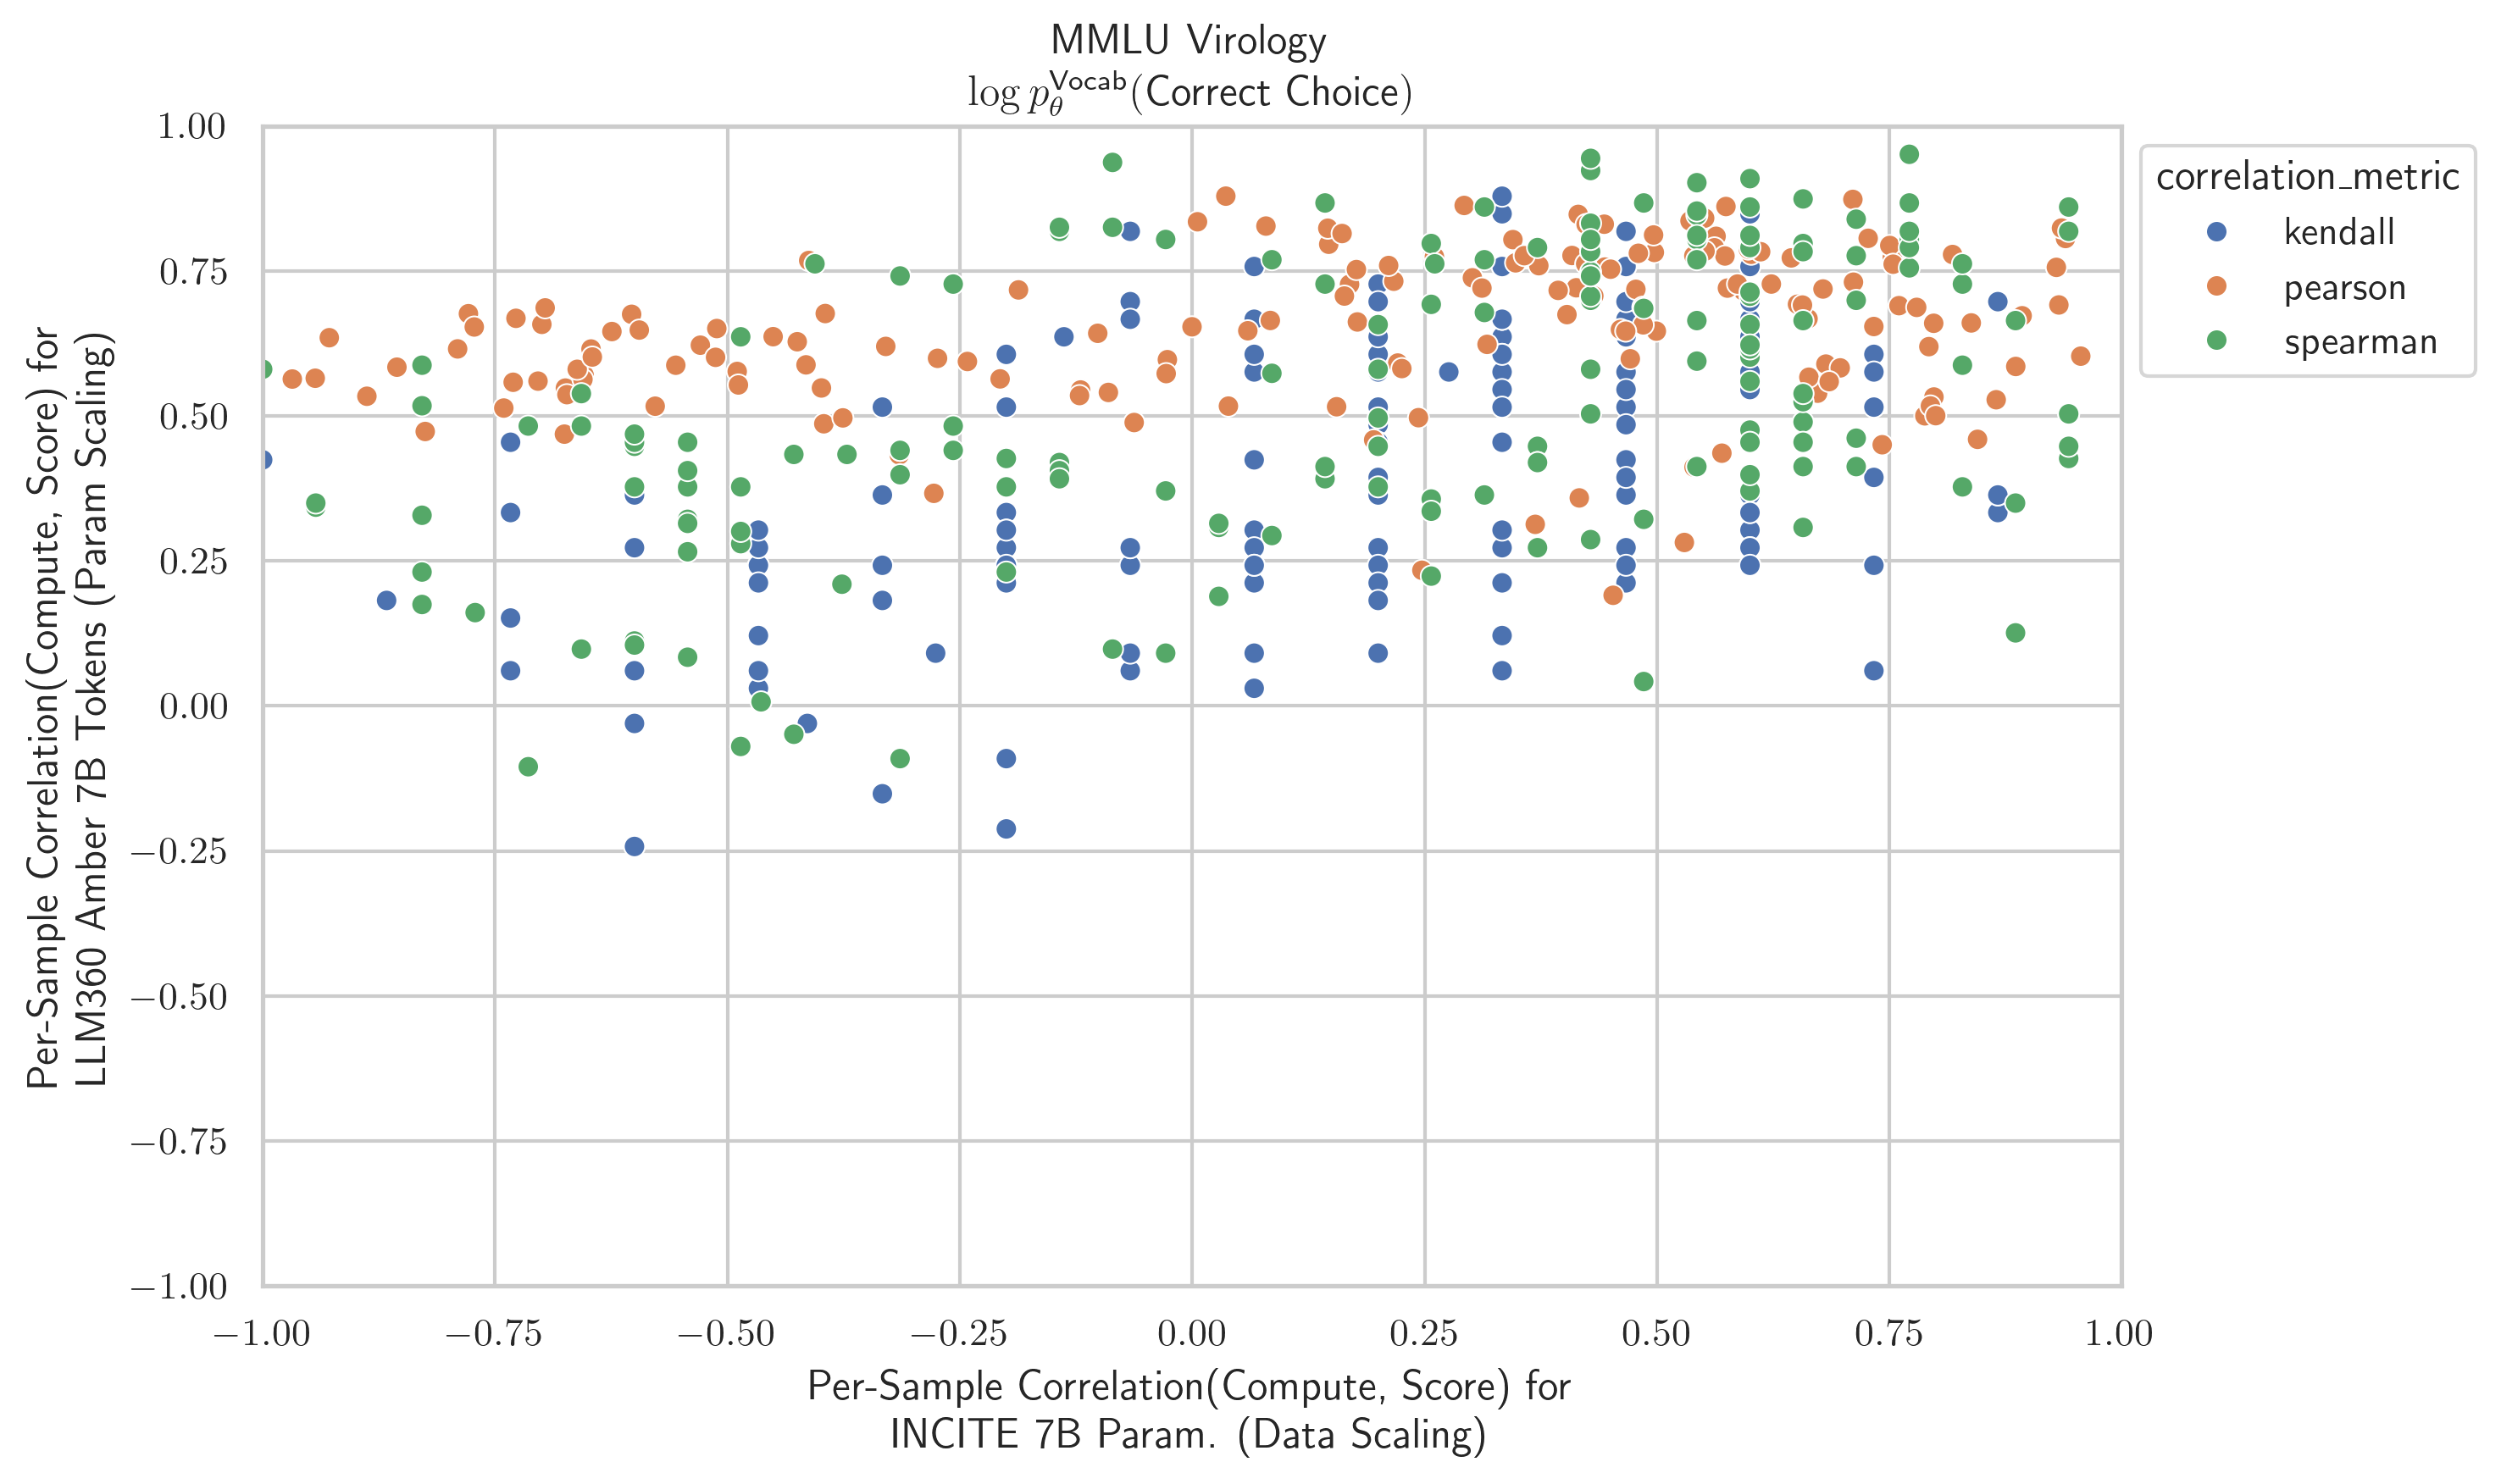 MMLU Virology
log p_θ^Vocab(Correct Choice)
Per-Sample Correlation(Compute, Score) for
LLM360 Amber 7B Tokens (Param Scaling)
1.00
0.75
0.50
0.25
0.00
−0.25
−0.50
−0.75
−1.00
−1.00 −0.75 −0.50 −0.25 0.00 0.25 0.50 0.75 1.00
Per-Sample Correlation(Compute, Score) for
INCITE 7B Param. (Data Scaling)
correlation_metric
kendall
pearson
spearman